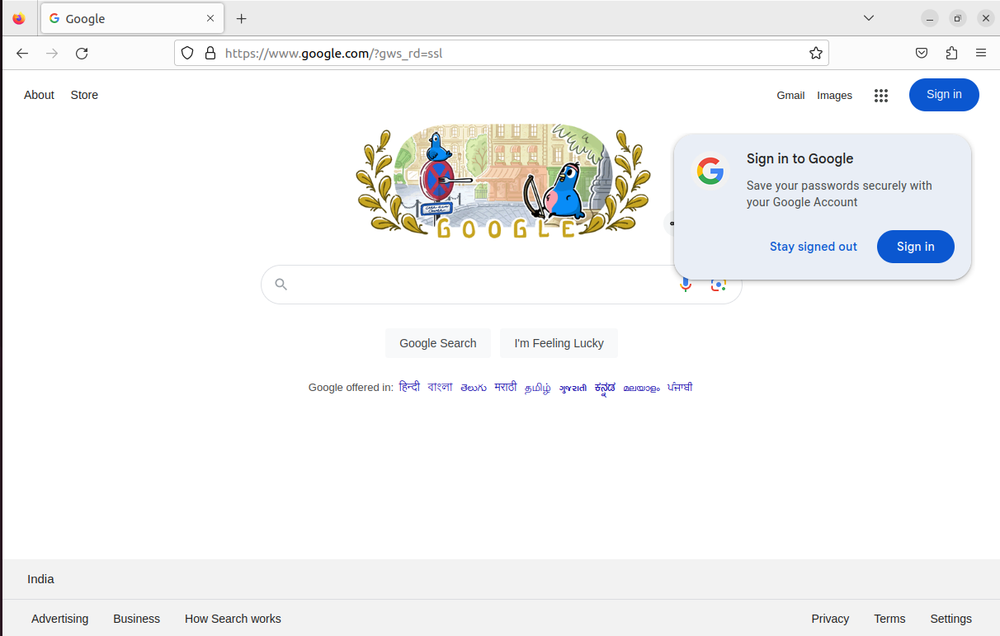 Google
https://www.google.com/?gws_rd=ssl
About Store Gmail Images Sign in
Sign in to Google
Save your passwords securely with
your Google Account
Stay signed out Sign in
GOOGLE
Google Search I'm Feeling Lucky
Google offered in: हिन्दी বাংলা తెలుగు मराठी தமிழ் ગુજરાતી ಕನ್ನಡ മലയാളം ਪੰਜਾਬੀ
India
Advertising Business How Search works Privacy Terms Settings